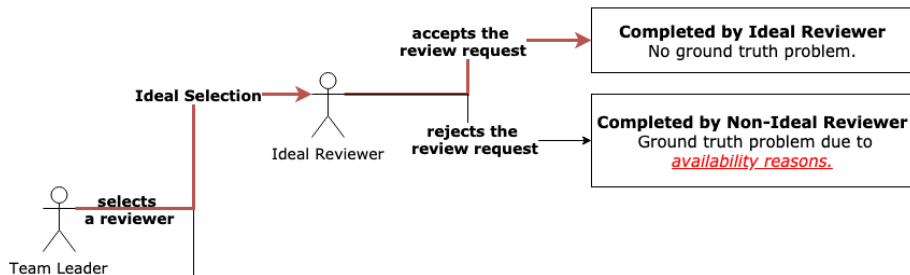 accepts the
review request
Completed by Ideal Reviewer
No ground truth problem.
Ideal Selection
Ideal Reviewer
rejects the
review request
Completed by Non-Ideal Reviewer
Ground truth problem due to
availability reasons.
selects
a reviewer
Team Leader